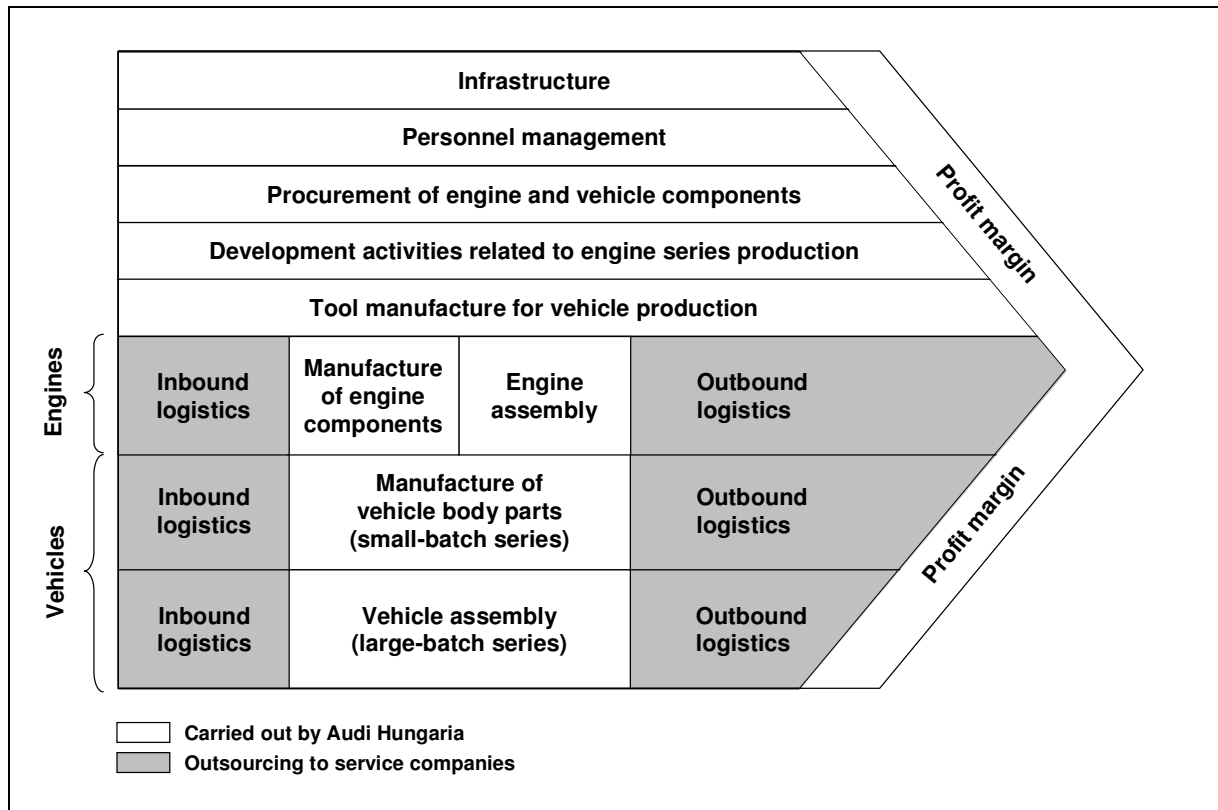 Infrastructure
Personnel management
Procurement of engine and vehicle components
Development activities related to engine series production
Tool manufacture for vehicle production
Profit margin
Engines
Inbound
logistics
Manufacture
of engine
components
Engine
assembly
Outbound
logistics
Vehicles
Inbound
logistics
Manufacture of
vehicle body parts
(small-batch series)
Outbound
logistics
Profit margin
Inbound
logistics
Vehicle assembly
(large-batch series)
Outbound
logistics
Carried out by Audi Hungaria
Outsourcing to service companies